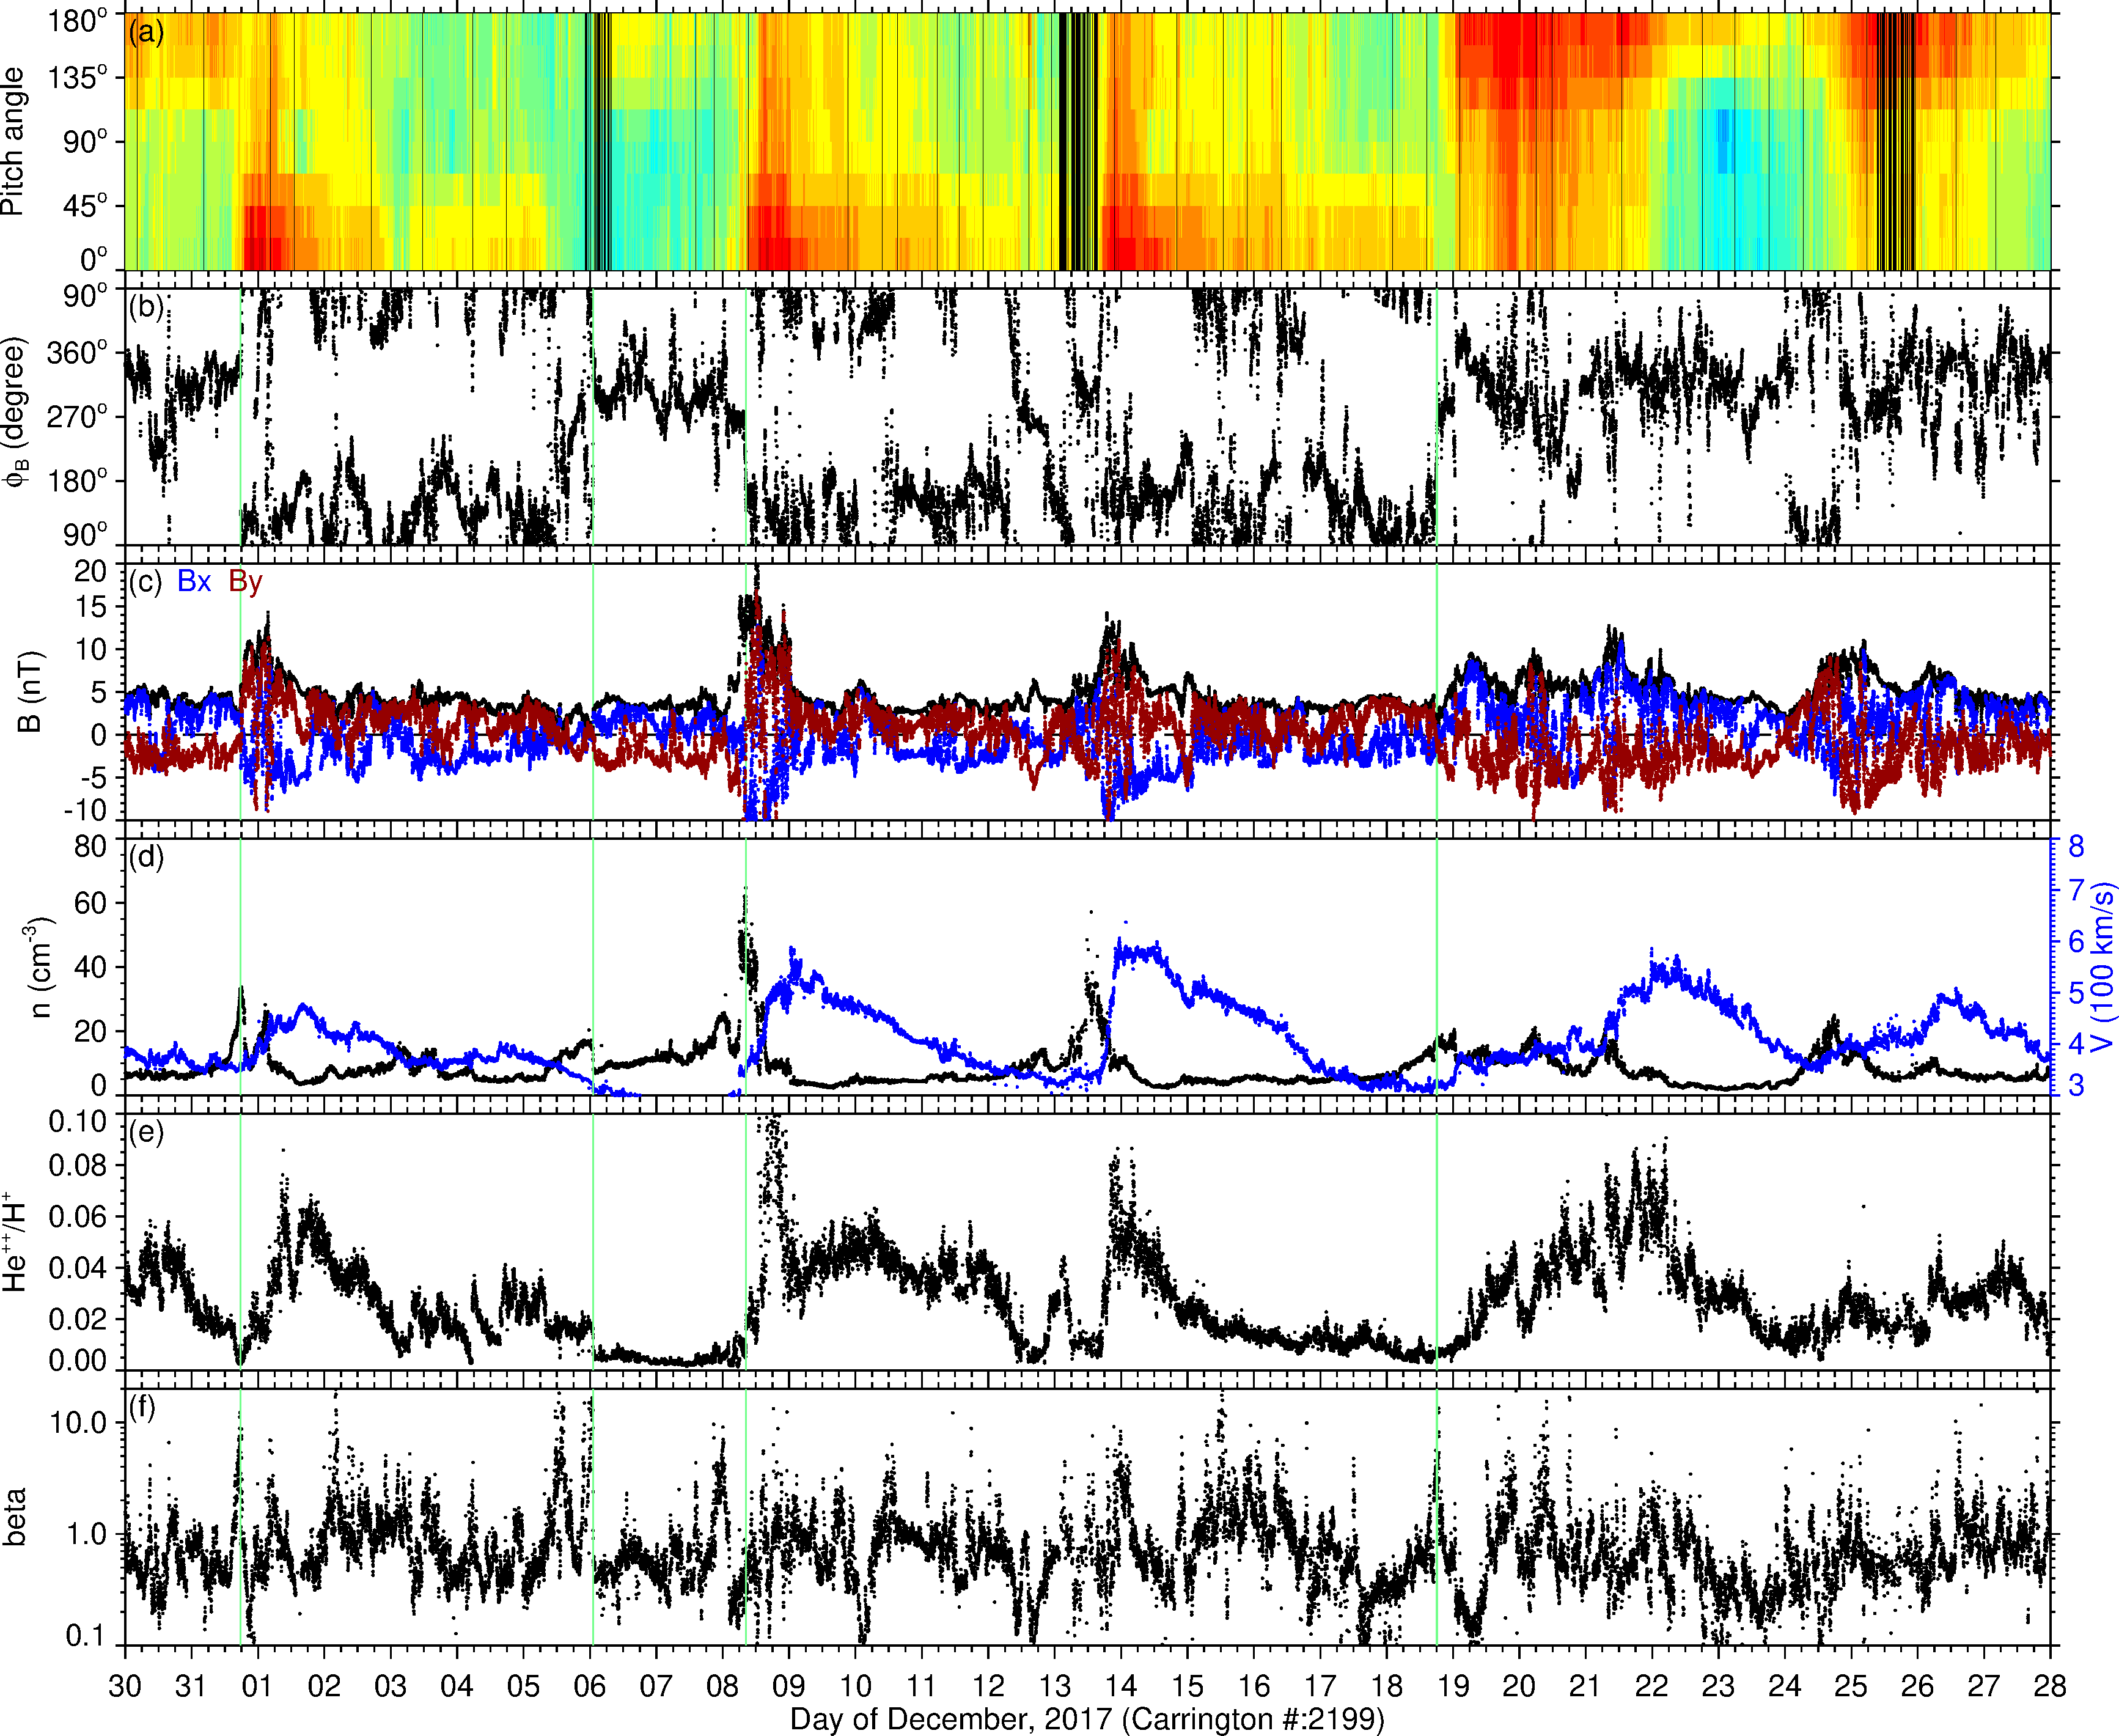 (a)
Pitch angle
180°
135°
90°
45°
0°
(b)
ϕB (degree)
90°
360°
270°
180°
90°
(c) Bx By
B (nT)
20
15
10
5
0
-5
-10
(d)
n (cm-3)
80
60
40
20
0
V (100 km/s)
8
7
6
5
4
3
(e)
He++/H+
0.10
0.08
0.06
0.04
0.02
0.00
(f)
beta
10.0
1.0
0.1
30 31 01 02 03 04 05 06 07 08 09 10 11 12 13 14 15 16 17 18 19 20 21 22 23 24 25 26 27 28
Day of December, 2017 (Carrington #:2199)